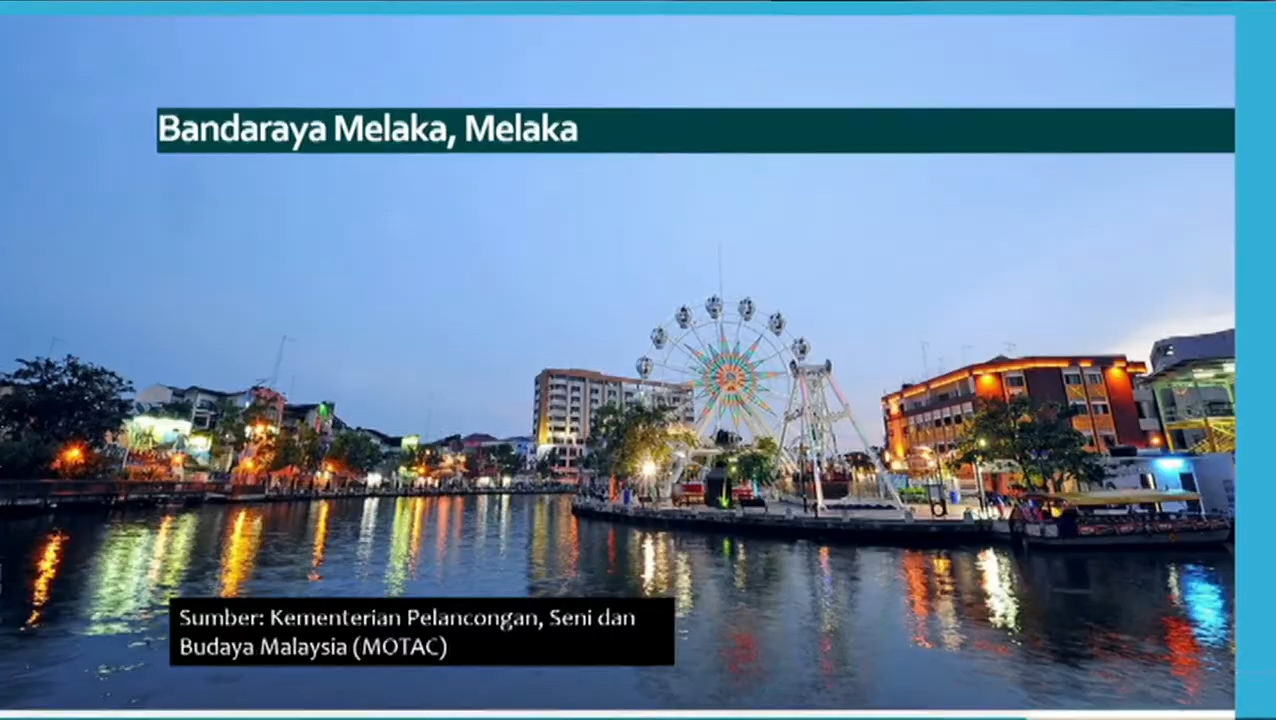 Bandaraya Melaka, Melaka
Sumber: Kementerian Pelancongan, Seni dan
Budaya Malaysia (MOTAC)